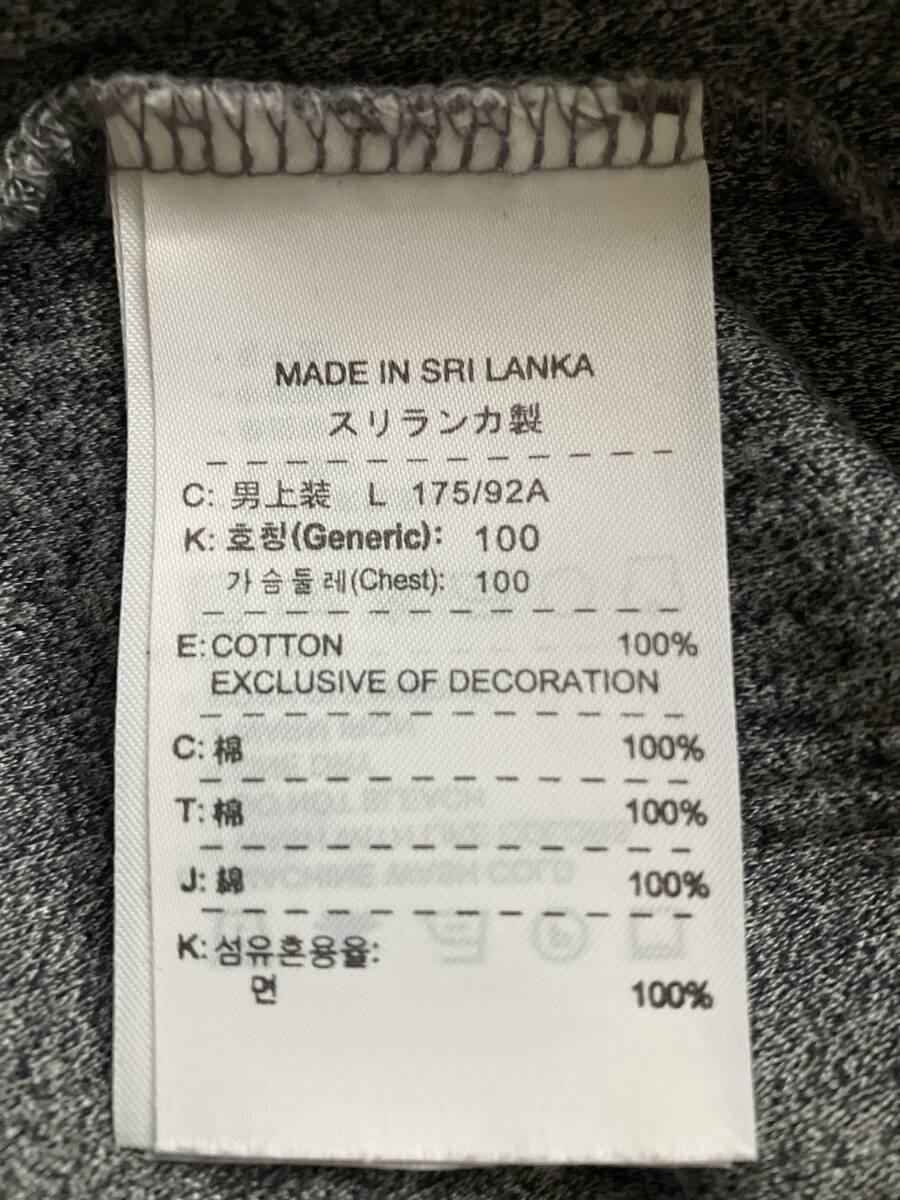 MADE IN SRI LANKA
スリランカ製
C: 男上装 L 175/92A
K: 호칭(Generic): 100
가슴둘레(Chest): 100
E: COTTON 100%
EXCLUSIVE OF DECORATION
C: 棉 100%
T: 棉 100%
J: 綿 100%
K: 섬유혼용율:
면 100%